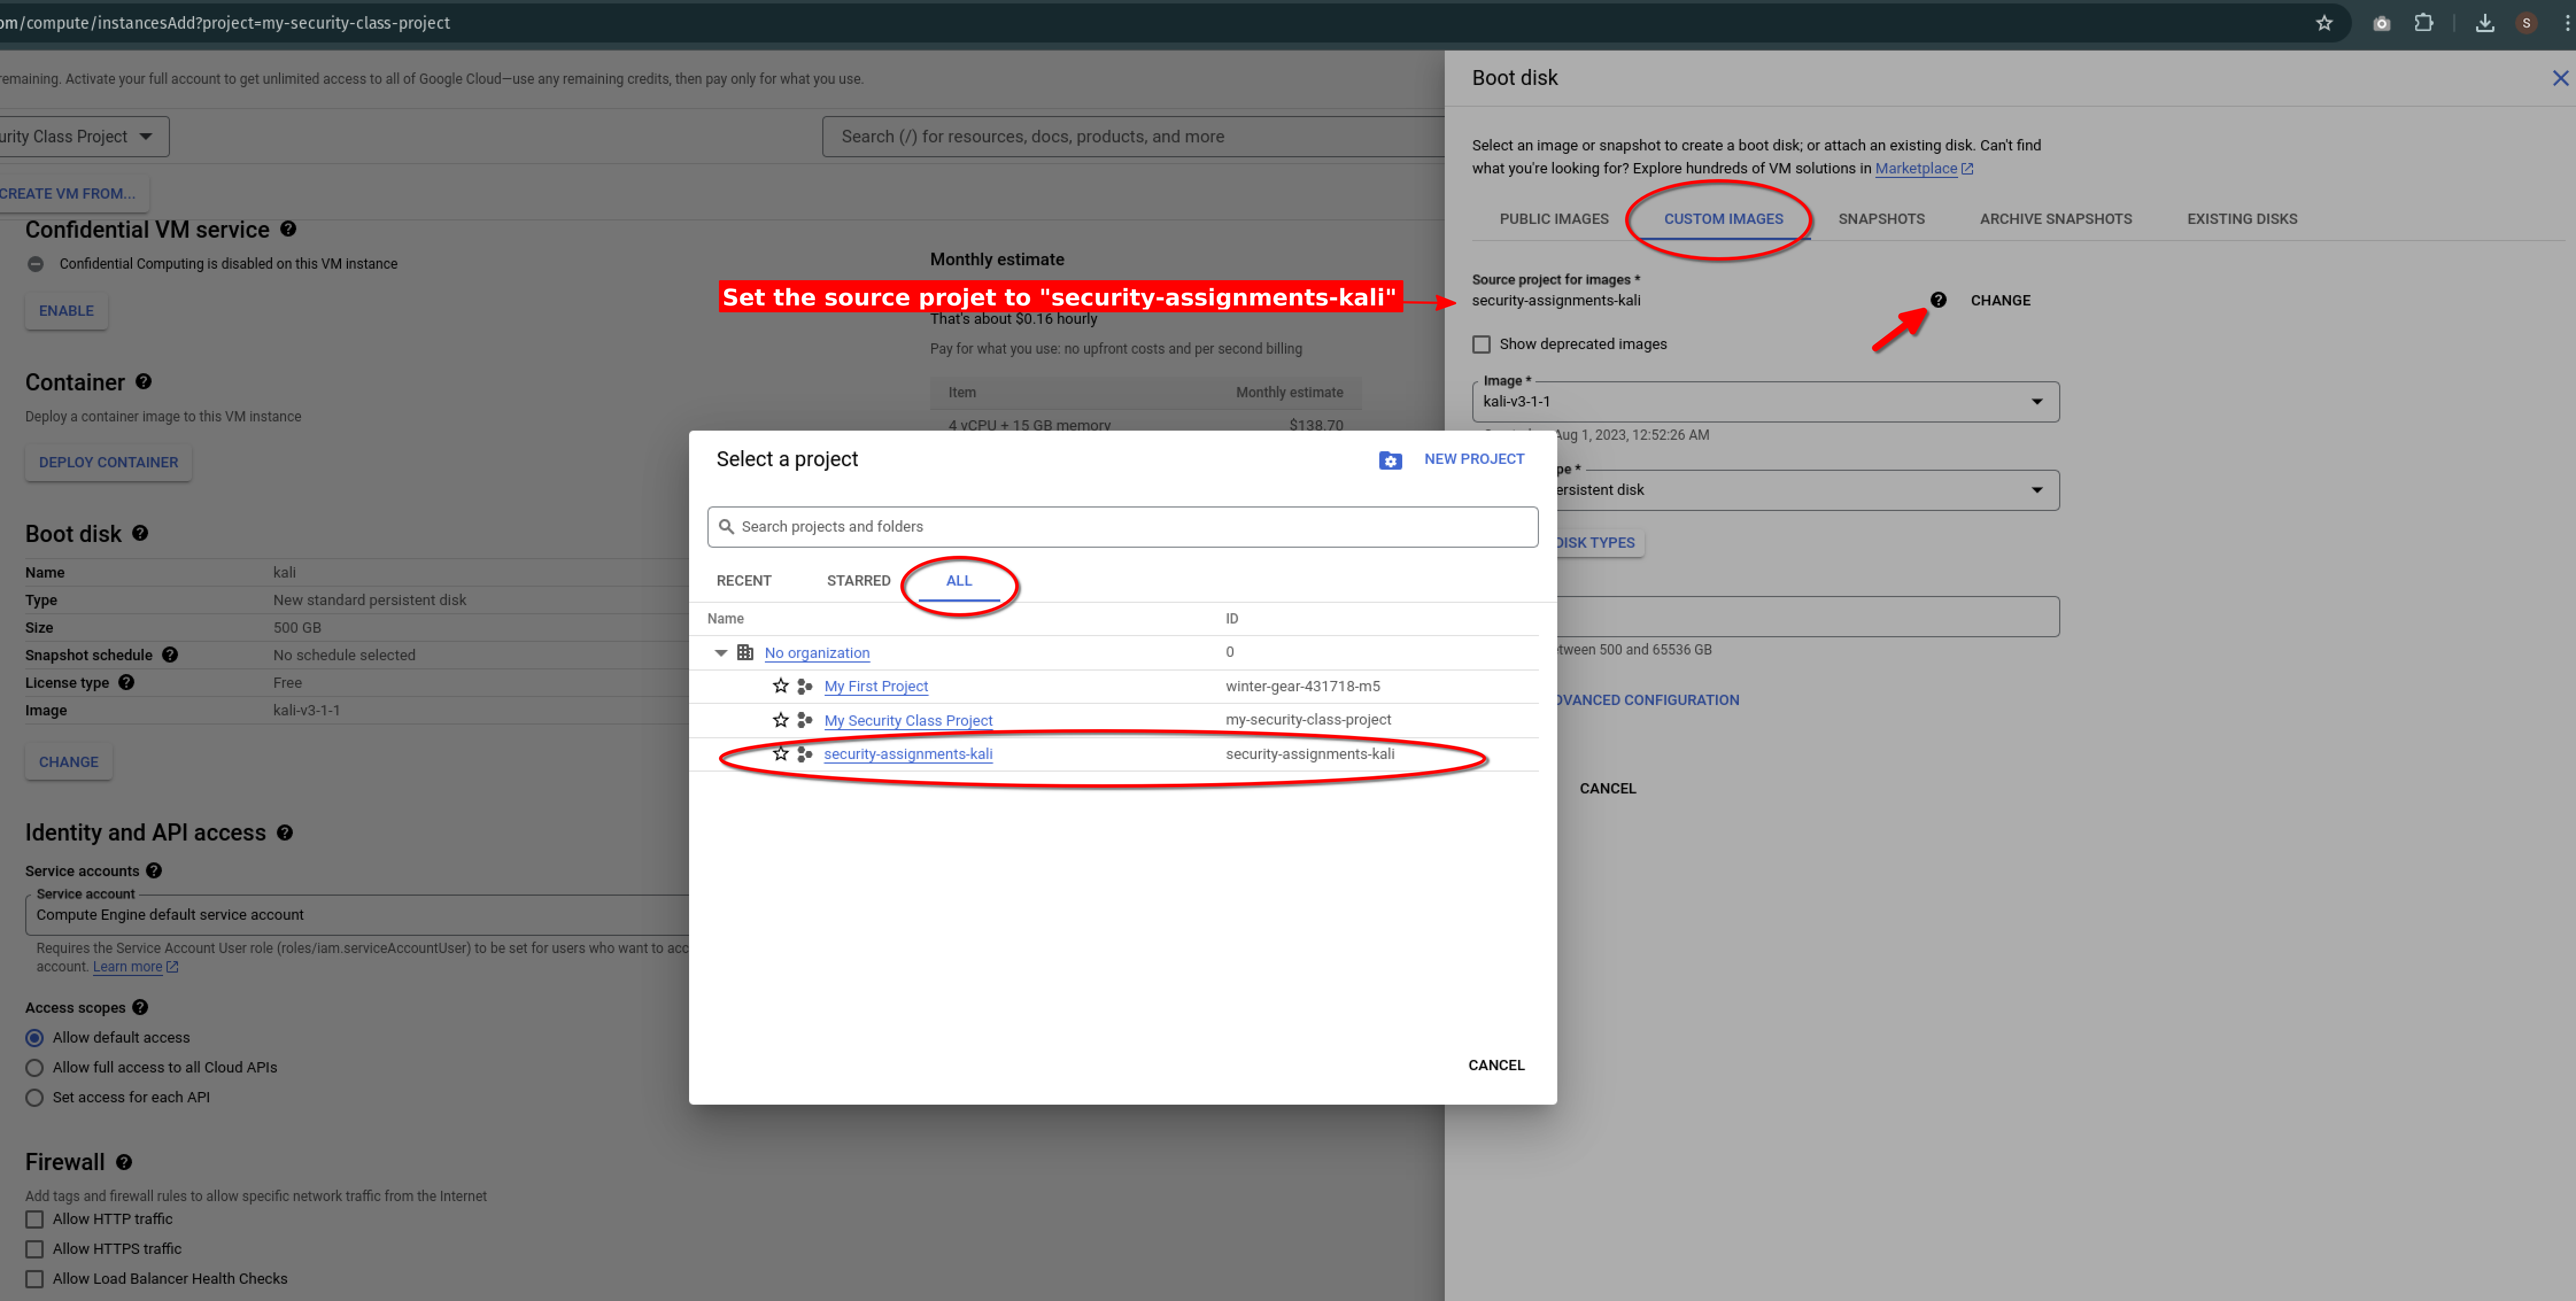 om/compute/instancesAdd?project=my-security-class-project
S
remaining. Activate your full account to get unlimited access to all of Google Cloud—use any remaining credits, then pay only for what you use.
urity Class Project
Search (/) for resources, docs, products, and more
CREATE VM FROM...
Confidential VM service
Confidential Computing is disabled on this VM instance
ENABLE
Container
Deploy a container image to this VM instance
DEPLOY CONTAINER
Boot disk
Name kali
Type New standard persistent disk
Size 500 GB
Snapshot schedule No schedule selected
License type Free
Image kali-v3-1-1
CHANGE
Identity and API access
Service accounts
Service account
Compute Engine default service account
Requires the Service Account User role (roles/iam.serviceAccountUser) to be set for users who want to acc
account. Learn more
Access scopes
Allow default access
Allow full access to all Cloud APIs
Set access for each API
Firewall
Add tags and firewall rules to allow specific network traffic from the Internet
Allow HTTP traffic
Allow HTTPS traffic
Allow Load Balancer Health Checks
Monthly estimate
Set the source projet to "security-assignments-kali"
That's about $0.16 hourly
Pay for what you use: no upfront costs and per second billing
Item Monthly estimate
4 vCPU + 15 GB memory $138.70
Select a project
NEW PROJECT
Search projects and folders
RECENT STARRED ALL
Name ID
No organization 0
My First Project winter-gear-431718-m5
My Security Class Project my-security-class-project
security-assignments-kali security-assignments-kali
CANCEL
Boot disk
Select an image or snapshot to create a boot disk; or attach an existing disk. Can't find
what you're looking for? Explore hundreds of VM solutions in Marketplace
PUBLIC IMAGES CUSTOM IMAGES SNAPSHOTS ARCHIVE SNAPSHOTS EXISTING DISKS
Source project for images *
security-assignments-kali
CHANGE
Show deprecated images
Image *
kali-v3-1-1
Aug 1, 2023, 12:52:26 AM
pe *
ersistent disk
DISK TYPES
tween 500 and 65536 GB
DVANCED CONFIGURATION
CANCEL